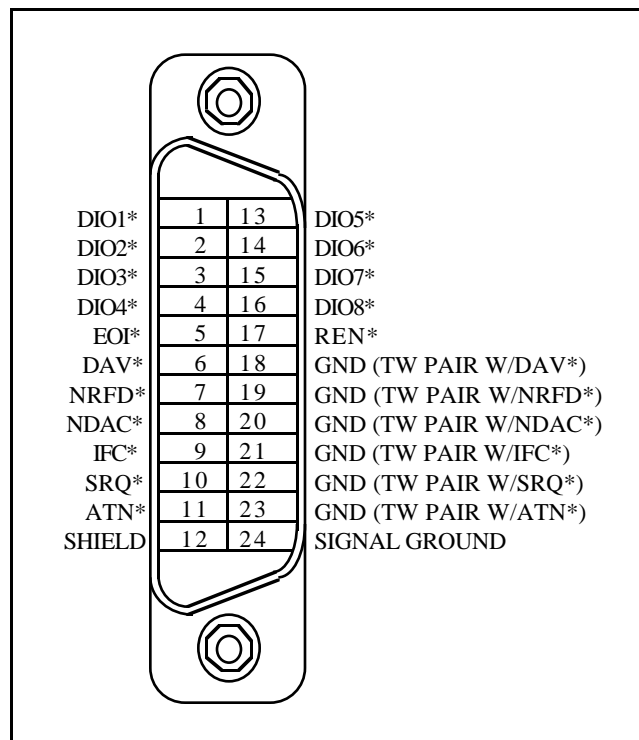 DIO1* 1 13 DIO5*
DIO2* 2 14 DIO6*
DIO3* 3 15 DIO7*
DIO4* 4 16 DIO8*
EOI* 5 17 REN*
DAV* 6 18 GND (TW PAIR W/DAV*)
NRFD* 7 19 GND (TW PAIR W/NRFD*)
NDAC* 8 20 GND (TW PAIR W/NDAC*)
IFC* 9 21 GND (TW PAIR W/IFC*)
SRQ* 10 22 GND (TW PAIR W/SRQ*)
ATN* 11 23 GND (TW PAIR W/ATN*)
SHIELD 12 24 SIGNAL GROUND